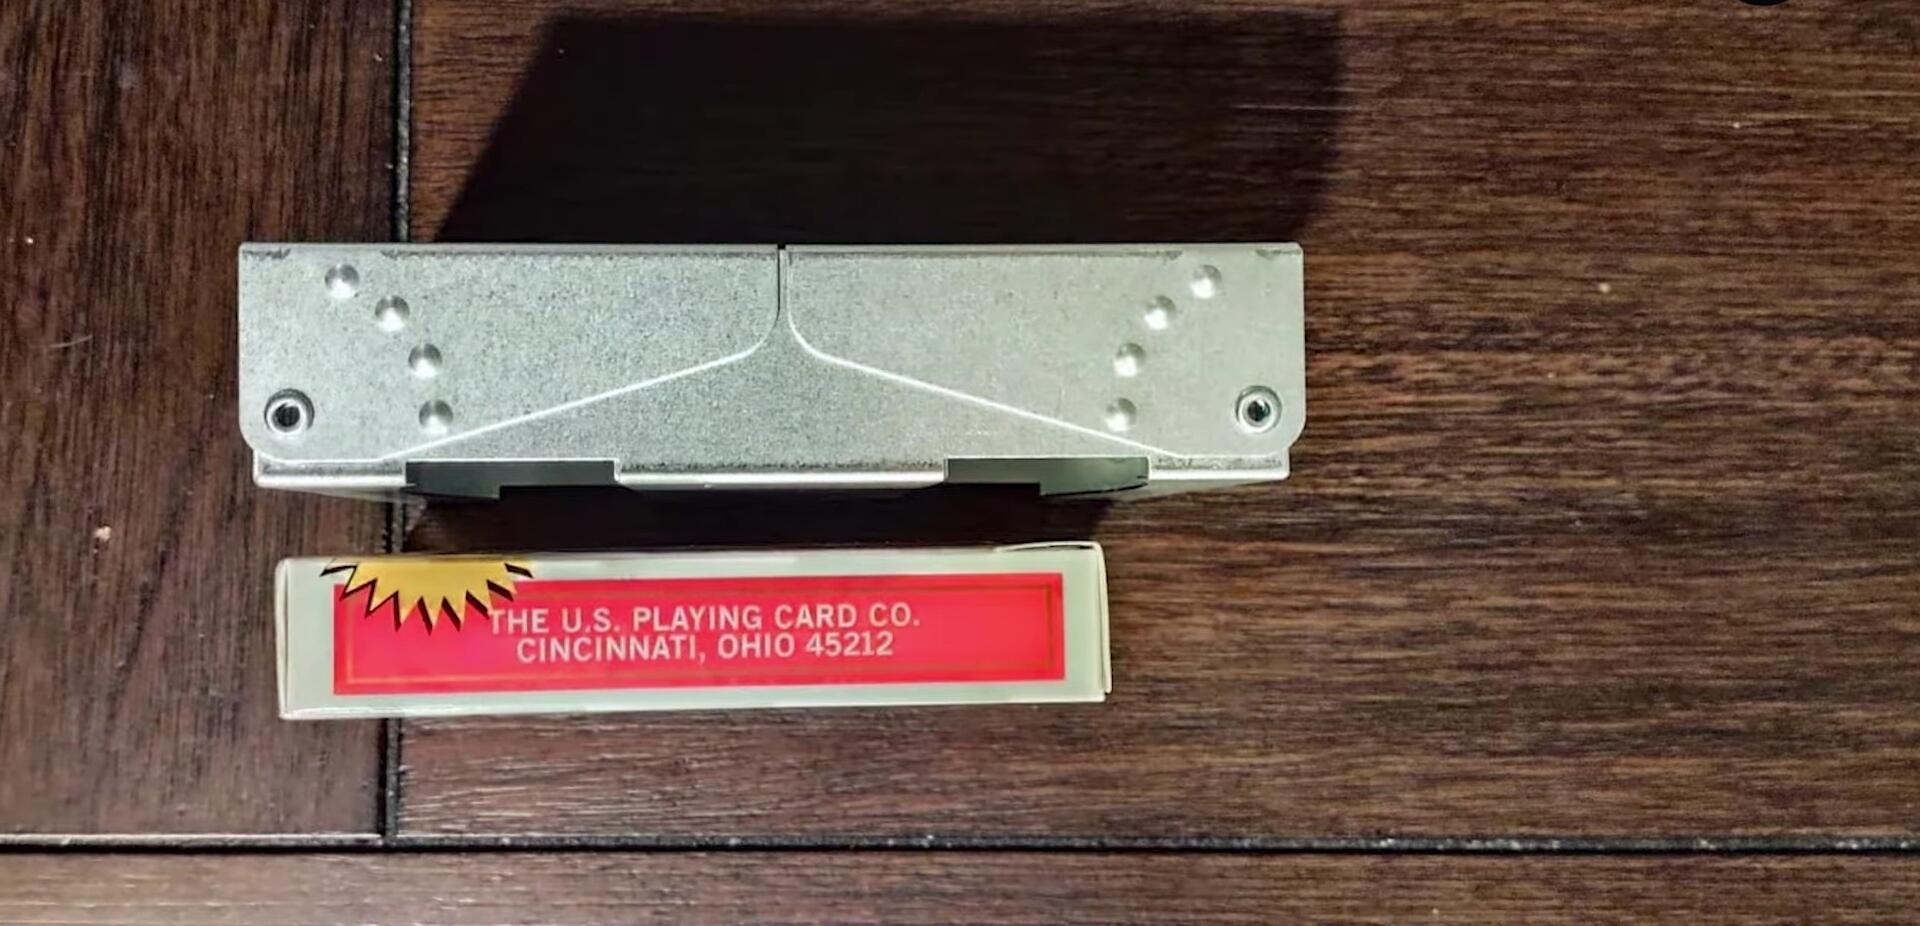 THE U.S. PLAYING CARD CO.
CINCINNATI, OHIO 45212